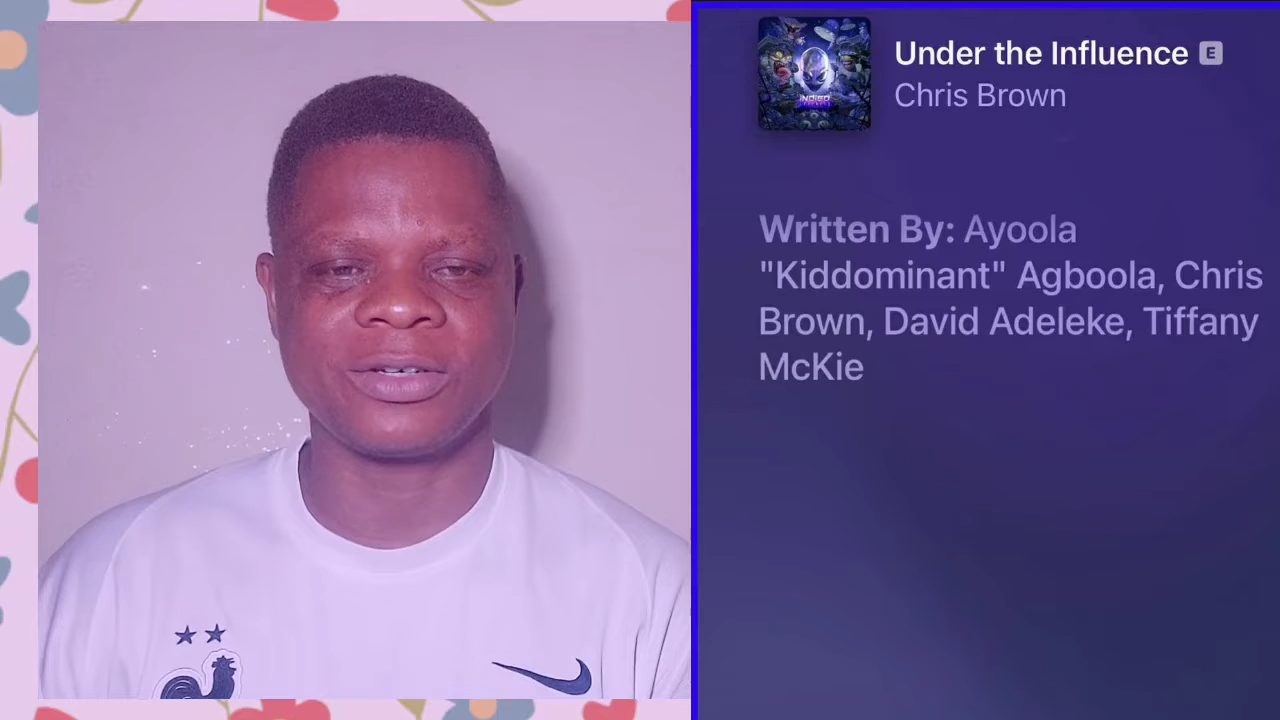 Under the Influence E
Chris Brown
Written By: Ayoola
"Kiddominant" Agboola, Chris
Brown, David Adeleke, Tiffany
McKie